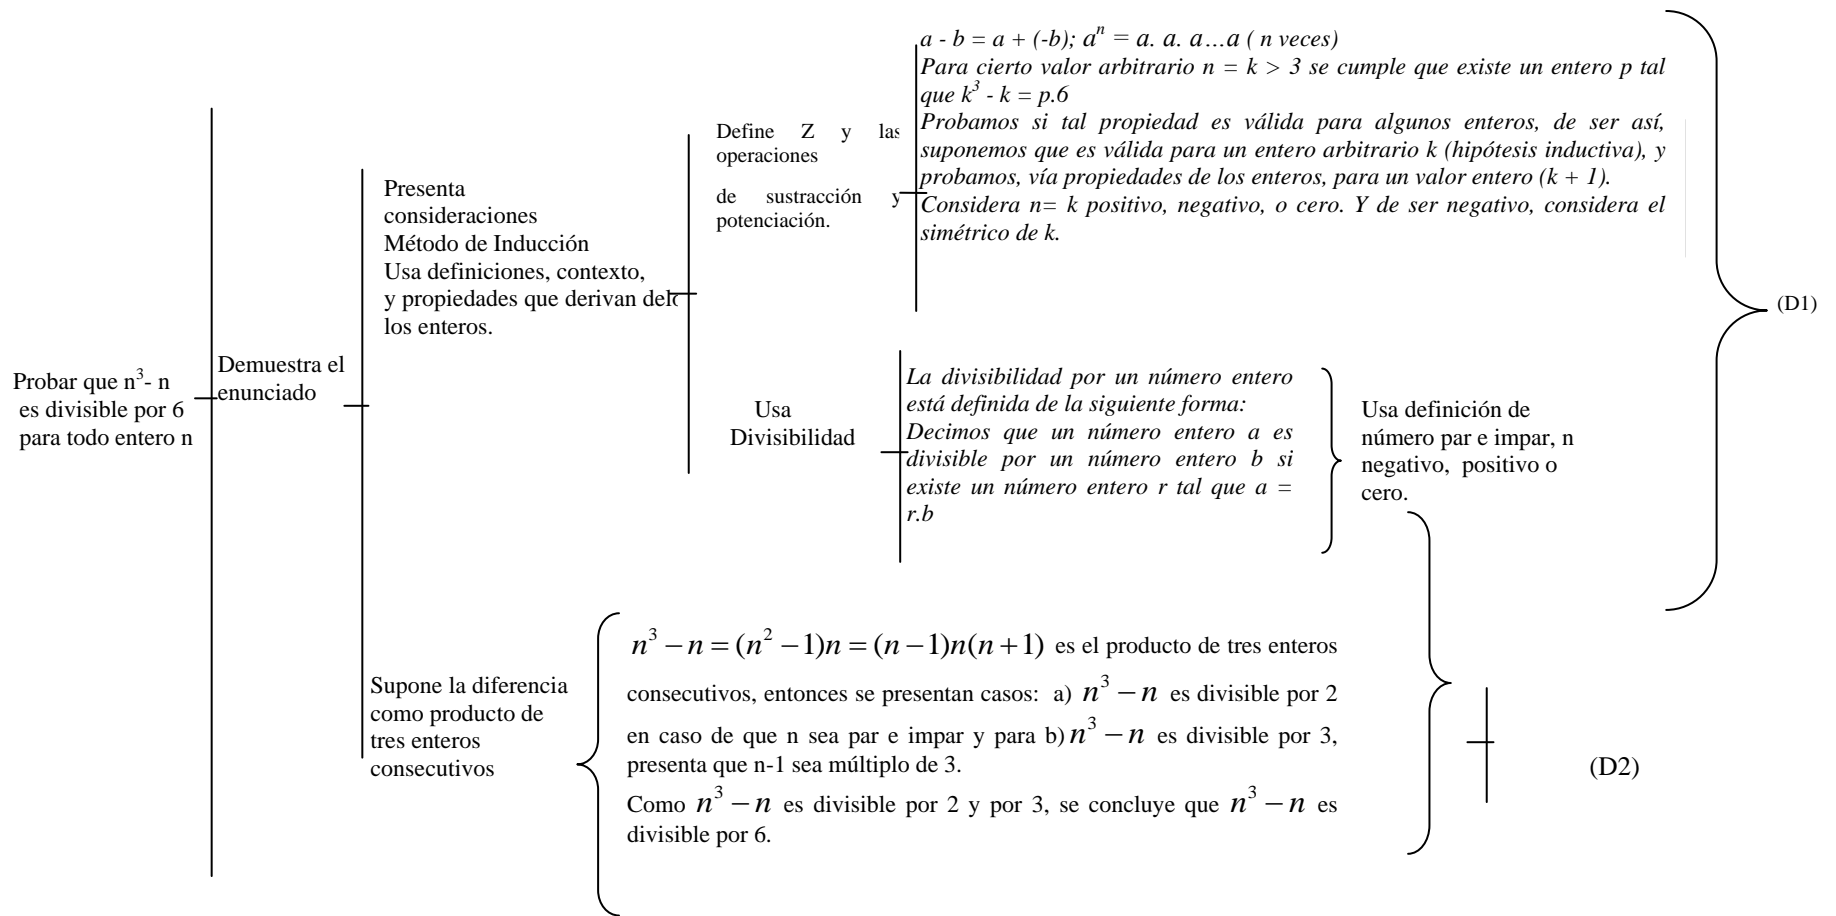 Probar que n³- n
es divisible por 6
para todo entero n
Demuestra el
enunciado
Presenta
consideraciones
Método de Inducción
Usa definiciones, contexto,
y propiedades que derivan delo
los enteros.
Define Z y las
operaciones
de sustracción y
potenciación.
a - b = a + (-b); aⁿ = a. a. a…a ( n veces)
Para cierto valor arbitrario n = k > 3 se cumple que existe un entero p tal
que k³ - k = p.6
Probamos si tal propiedad es válida para algunos enteros, de ser así,
suponemos que es válida para un entero arbitrario k (hipótesis inductiva), y
probamos, vía propiedades de los enteros, para un valor entero (k + 1).
Considera n= k positivo, negativo, o cero. Y de ser negativo, considera el
simétrico de k.
(D1)
Usa
Divisibilidad
La divisibilidad por un número entero
está definida de la siguiente forma:
Decimos que un número entero a es
divisible por un número entero b si
existe un número entero r tal que a =
r.b
Usa definición de
número par e impar, n
negativo, positivo o
cero.
Supone la diferencia
como producto de
tres enteros
consecutivos
n³ − n = (n² −1)n = (n −1)n(n +1) es el producto de tres enteros
consecutivos, entonces se presentan casos: a) n³ − n es divisible por 2
en caso de que n sea par e impar y para b) n³ − n es divisible por 3,
presenta que n-1 sea múltiplo de 3.
Como n³ − n es divisible por 2 y por 3, se concluye que n³ − n es
divisible por 6.
(D2)